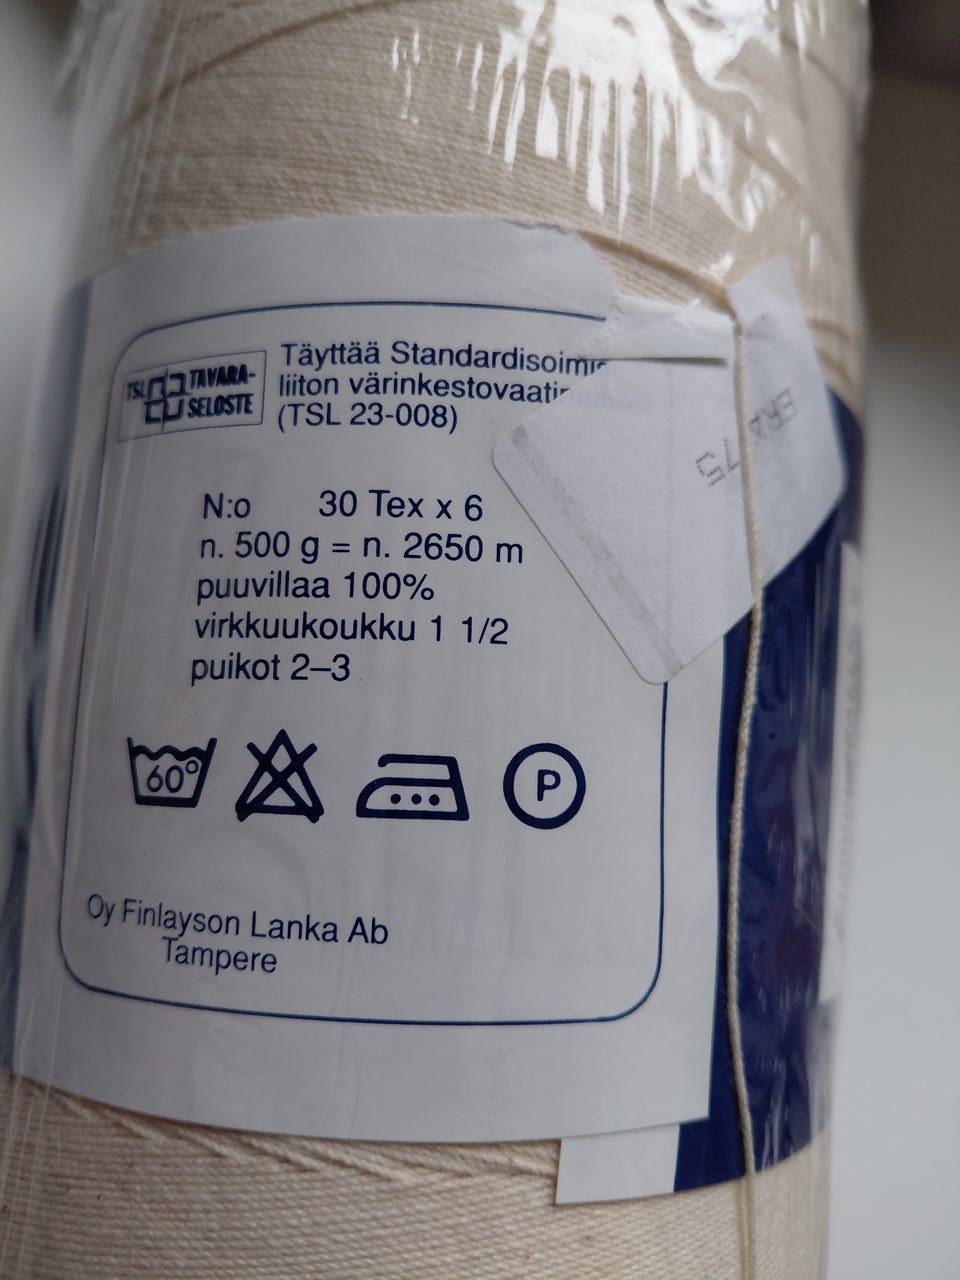 TSL TAVARA-
SELOSTE
Täyttää Standardisoimis
liiton värinkestovaati
(TSL 23-008)
N:o 30 Tex x 6
n. 500 g = n. 2650 m
puuvillaa 100%
virkkuukoukku 1 1/2
puikot 2–3
60°
P
Oy Finlayson Lanka Ab
Tampere